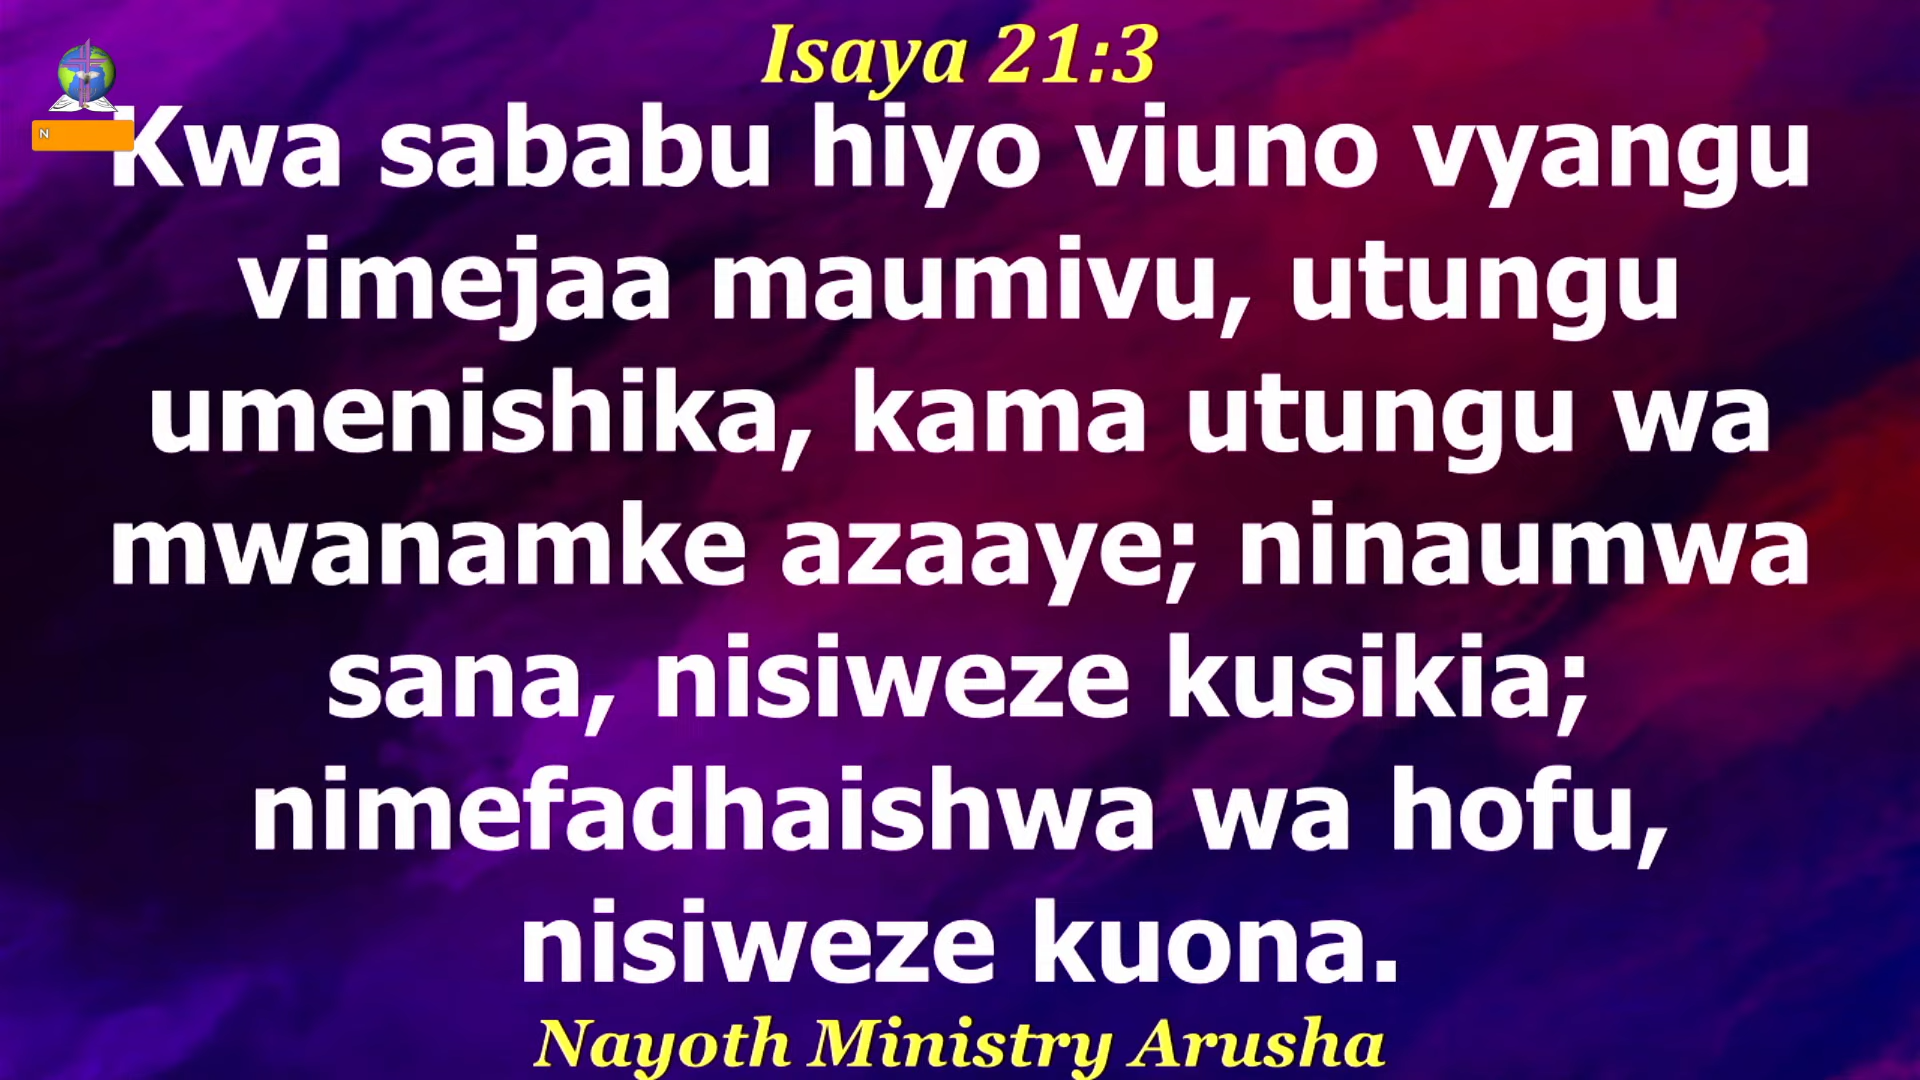 Isaya 21:3
N
Kwa sababu hiyo viuno vyangu
vimejaa maumivu, utungu
umenishika, kama utungu wa
mwanamke azaaye; ninaumwa
sana, nisiweze kusikia;
nimefadhaishwa wa hofu,
nisiweze kuona.
Nayoth Ministry Arusha